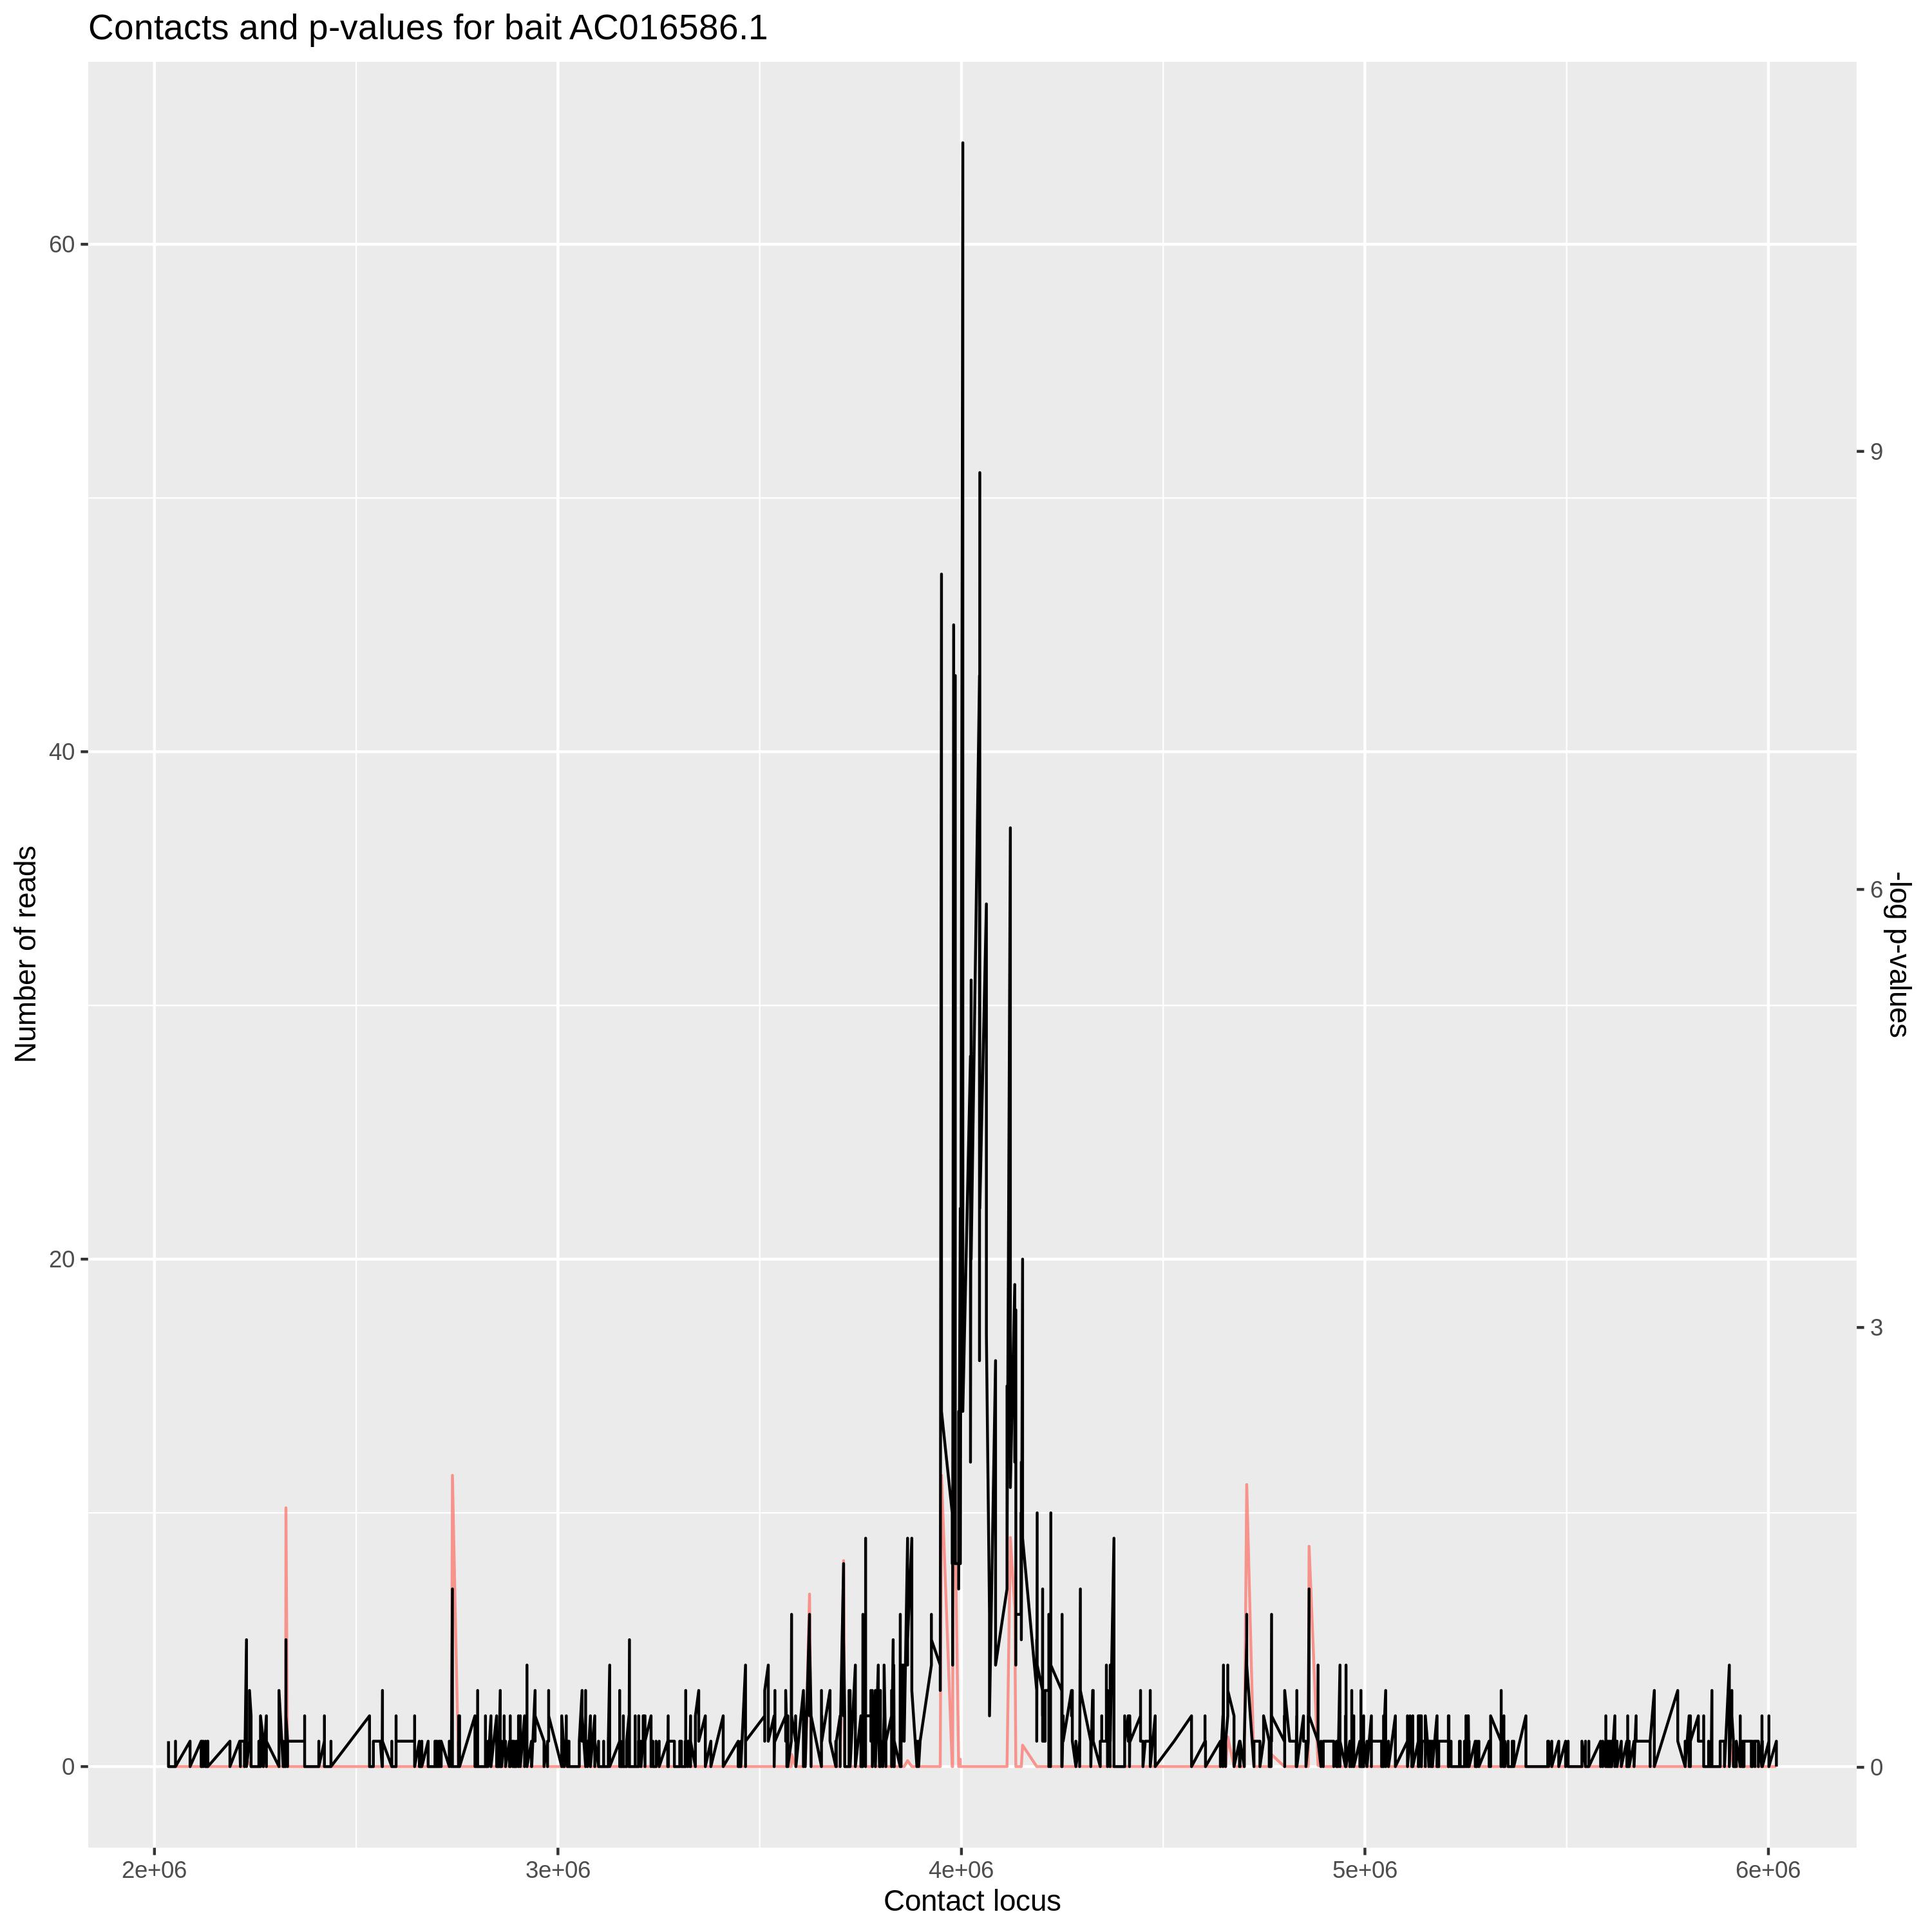 Contacts and p-values for bait AC016586.1
60
40
20
0
9
6
3
0
Number of reads
-log p-values
2e+06 3e+06 4e+06 5e+06 6e+06
Contact locus